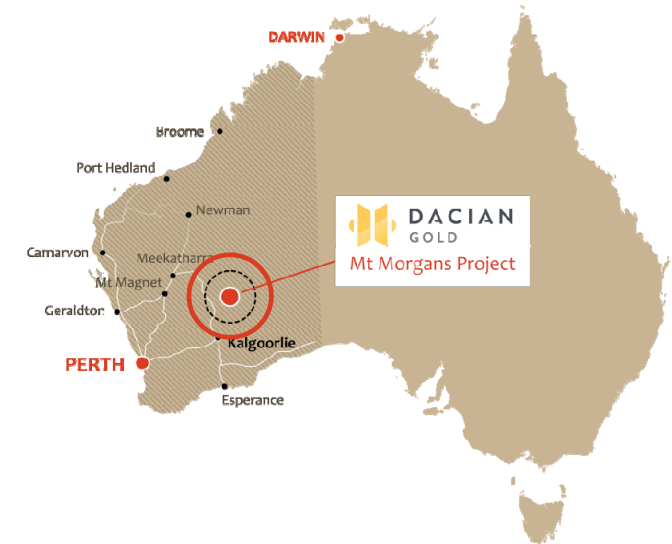 DARWIN
Broome
Port Hedland
Newman
DACIAN
GOLD
Mt Morgans Project
Carnarvon
Meekatharra
Mt Magnet
Geraldton
Kalgoorlie
PERTH
Esperance